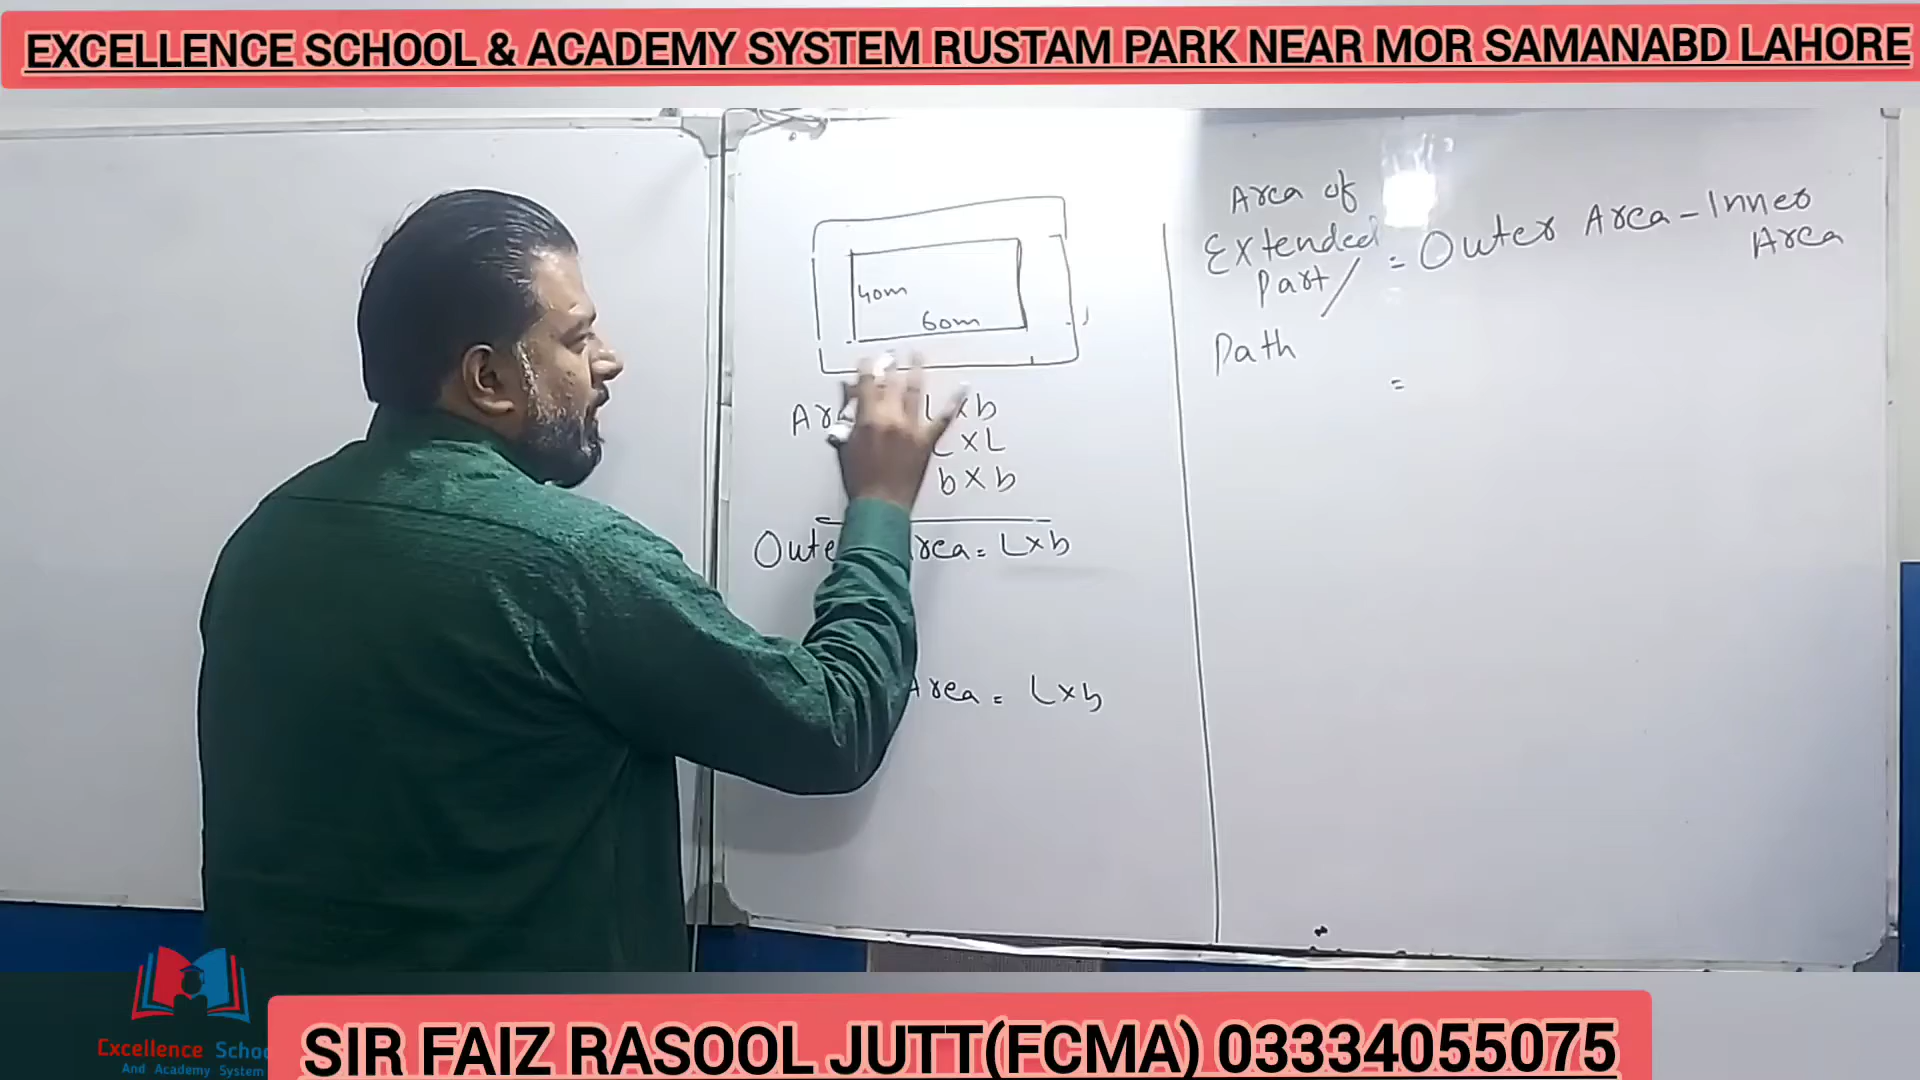 EXCELLENCE SCHOOL & ACADEMY SYSTEM RUSTAM PARK NEAR MOR SAMANABD LAHORE
40m
60m
L×b
L×L
b×b
Area = L×b
Area = L×b
Area of
Extended = Outer Area - Inner
Part/ Area
Path
=
Excellence
And Academy System
SIR FAIZ RASOOL JUTT(FCMA) 03334055075